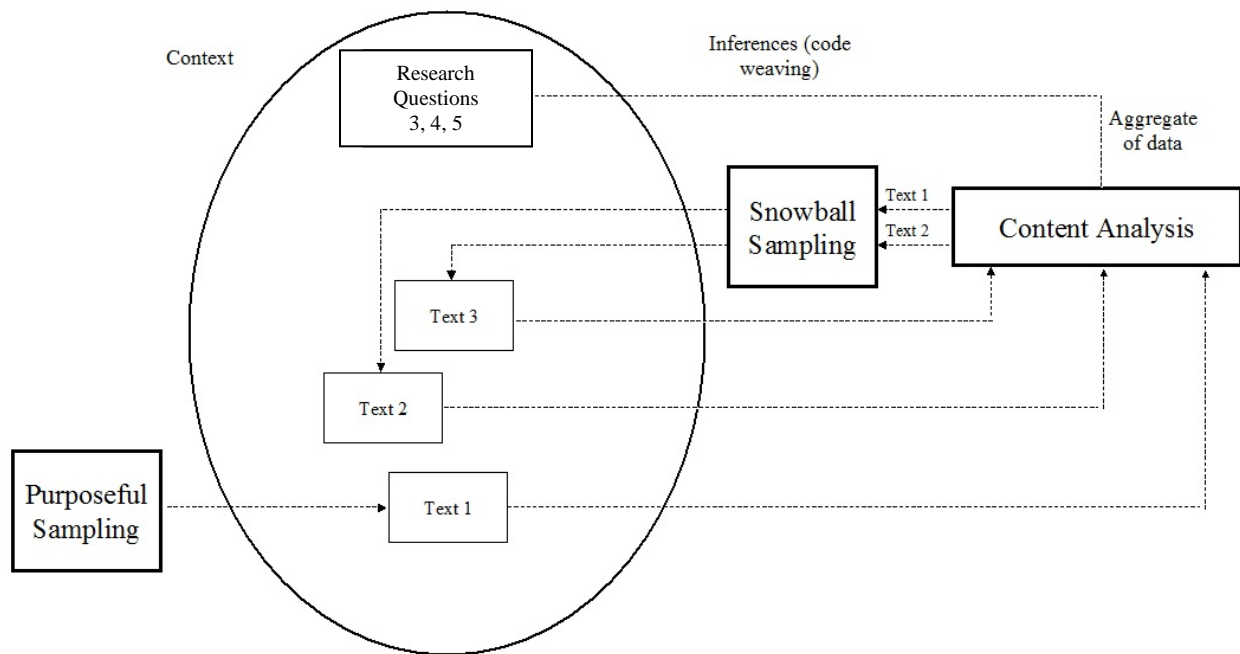 Context
Research
Questions
3, 4, 5
Inferences (code
weaving)
Aggregate
of data
Snowball
Sampling
Text 1
Text 2
Content Analysis
Text 3
Text 2
Purposeful
Sampling
Text 1